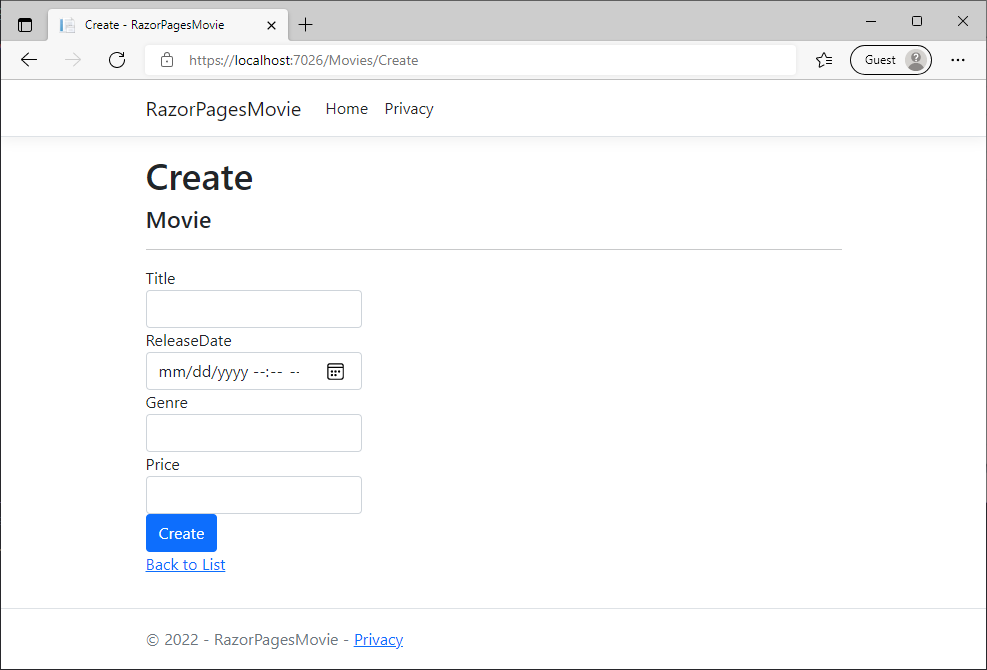 Create - RazorPagesMovie
https://localhost:7026/Movies/Create
Guest
RazorPagesMovie Home Privacy
Create
Movie
Title
ReleaseDate
mm/dd/yyyy --:-- --
Genre
Price
Create
Back to List
© 2022 - RazorPagesMovie - Privacy